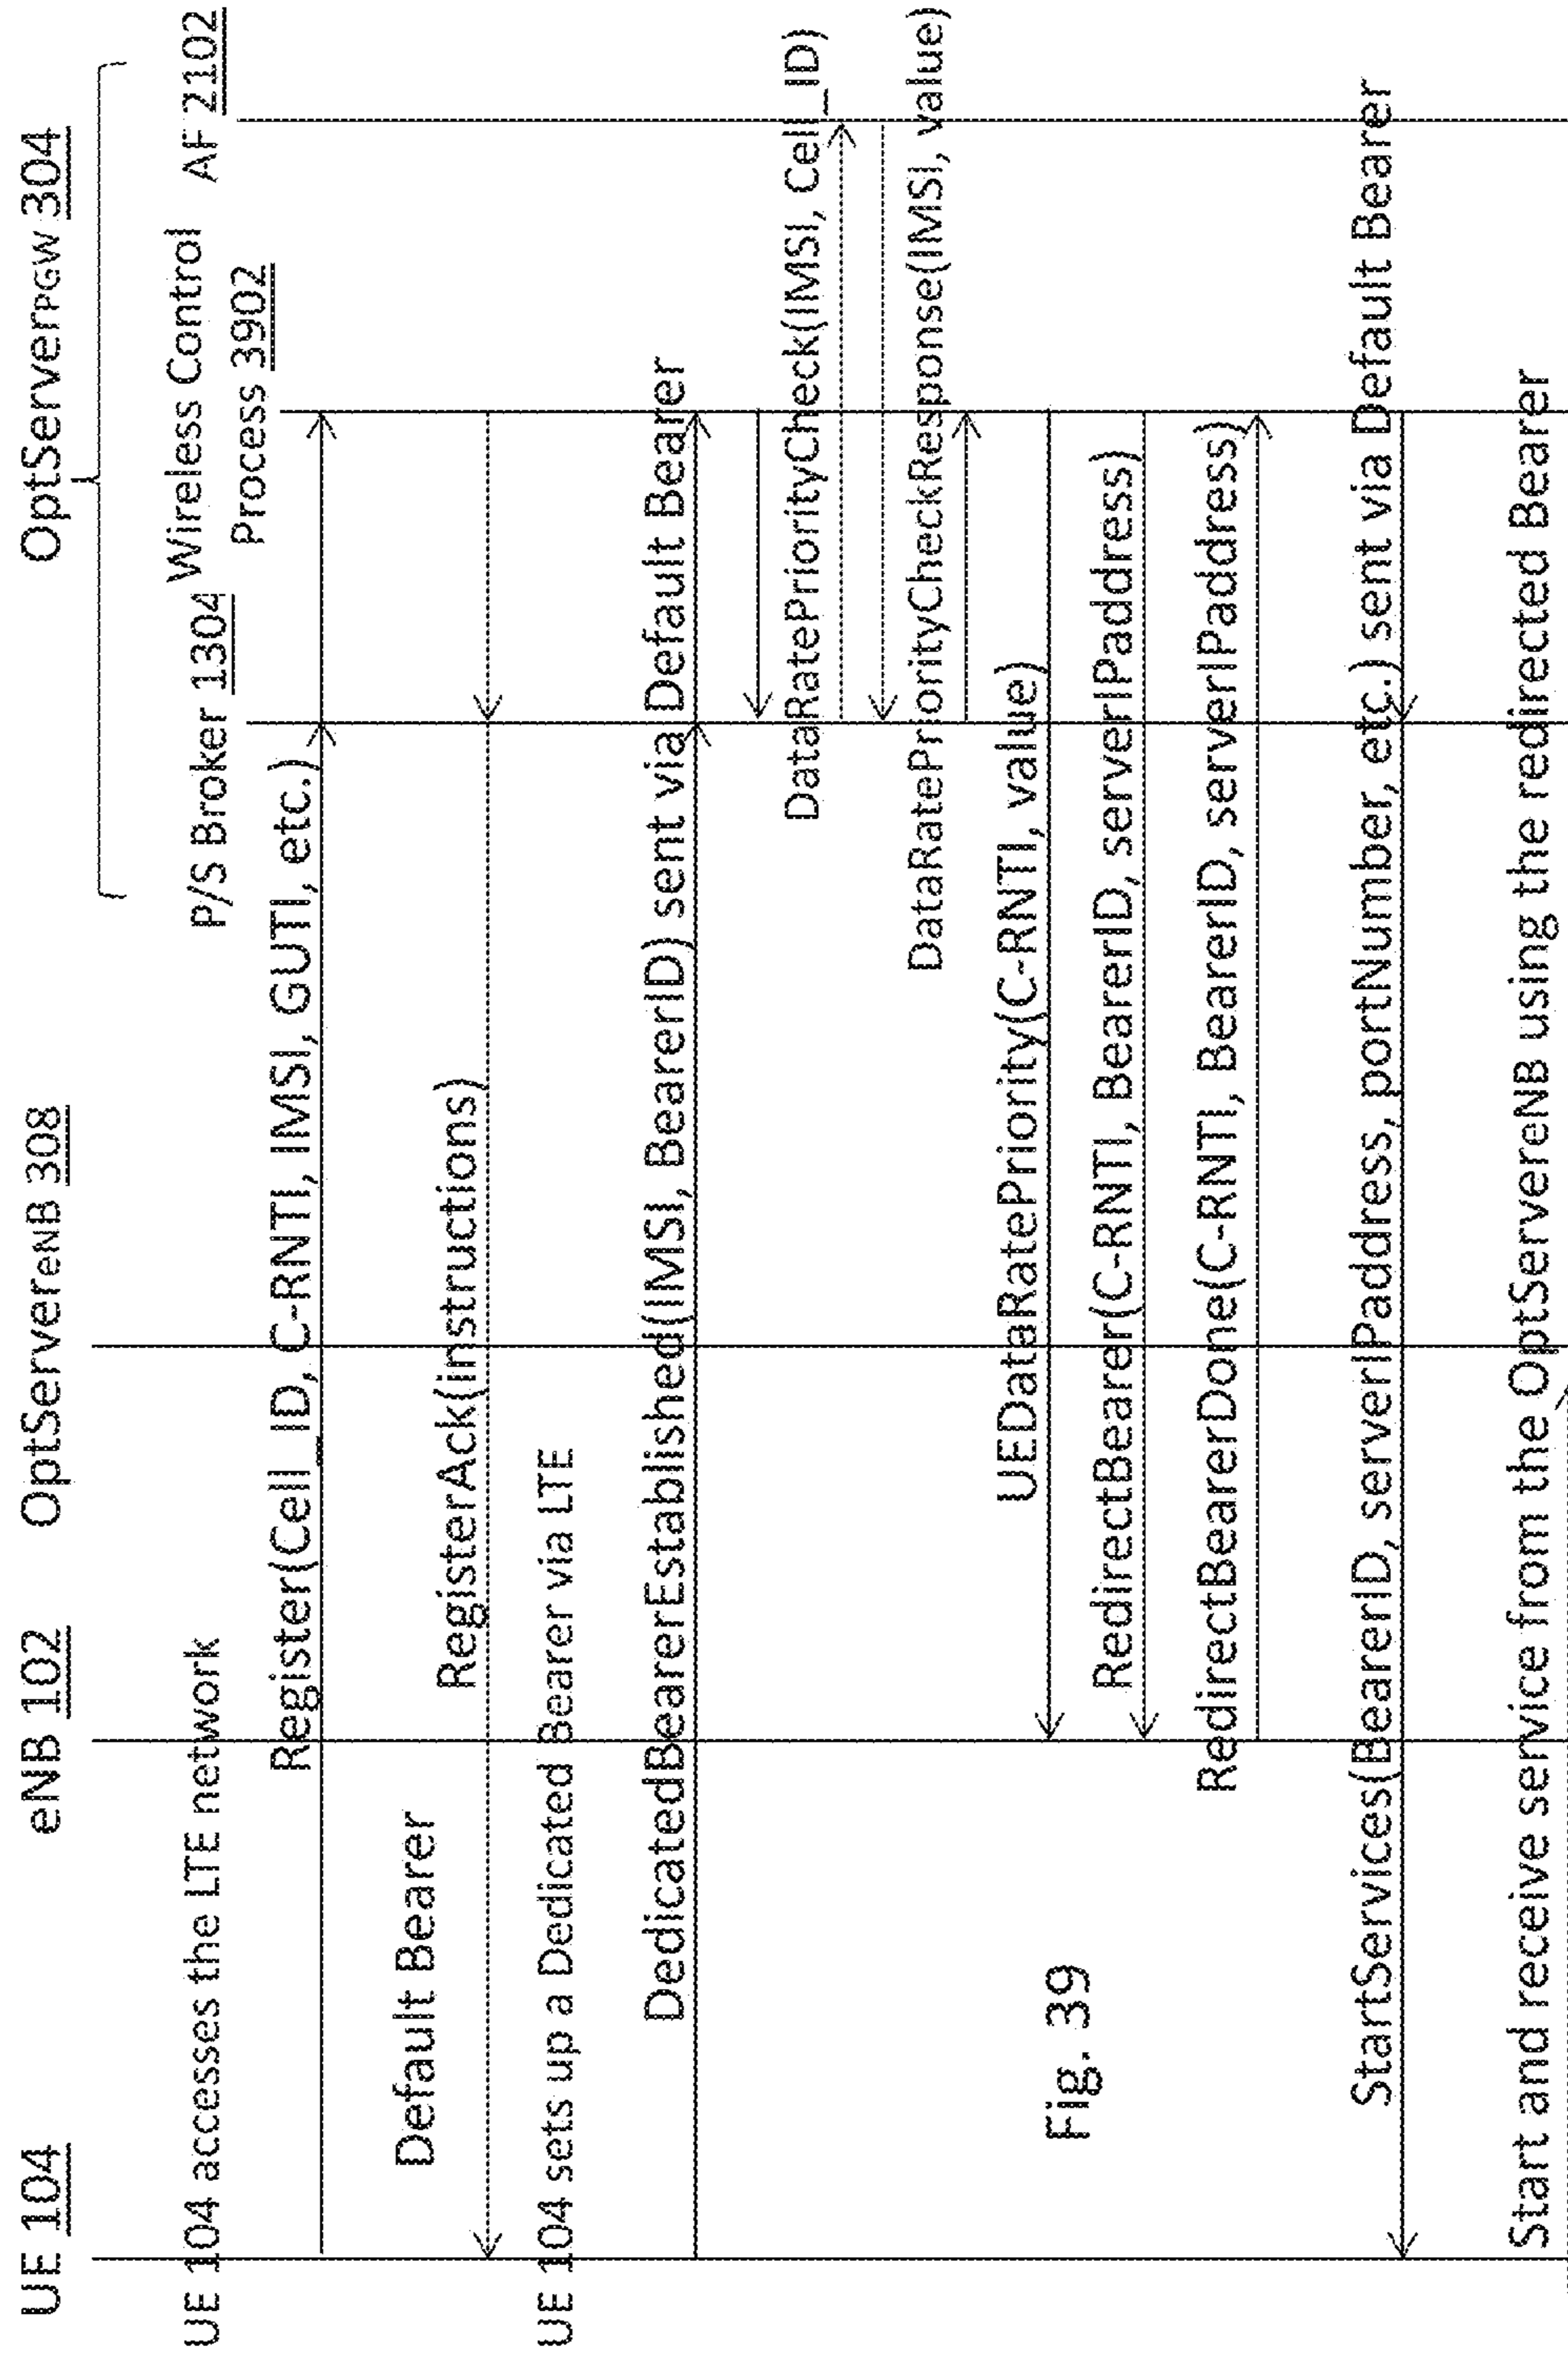 UE 104
eNB 102
OptServereNB 308
OptServerPGW 304
P/S Broker 1304
Wireless Control
Process 3902
AF 2102
UE 104 accesses the LTE network
Register(Cell_ID, C-RNTI, IMSI, GUTI, etc.)
Default Bearer
RegisterAck(instructions)
UE 104 sets up a Dedicated Bearer via LTE
DedicatedBearerEstablished(IMSI, BearerID) sent via Default Bearer
DataRatePriorityCheck(IMSI, Cell_ID)
DataRatePriorityCheckResponse(IMSI, value)
UEDataRatePriority(C-RNTI, value)
Fig. 39
RedirectBearer(C-RNTI, BearerID, serverIPaddress)
RedirectBearerDone(C-RNTI, BearerID, serverIPaddress)
StartServices(BearerID, serverIPaddress, portNumber, etc.) sent via Default Bearer
Start and receive service from the OptServereNB using the redirected Bearer